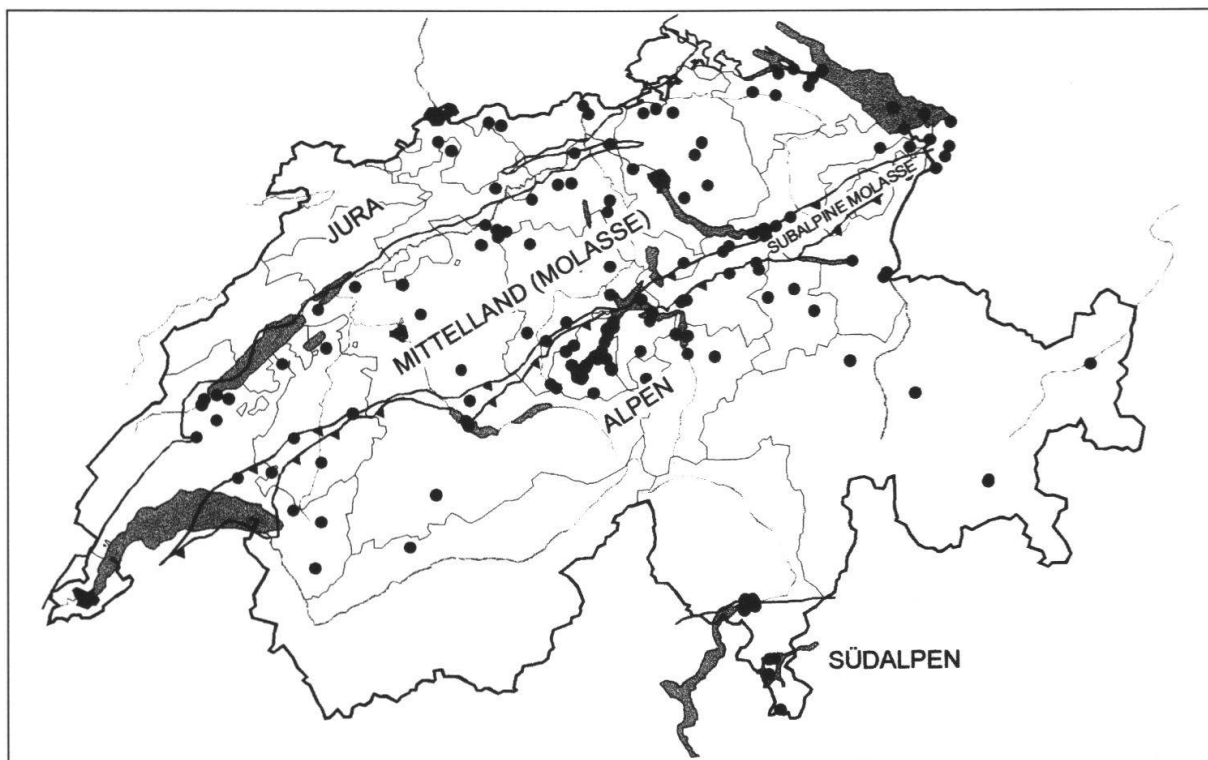 JURA
MITTELLAND (MOLASSE)
SUBALPINE MOLASSE
ALPEN
SÜDALPEN